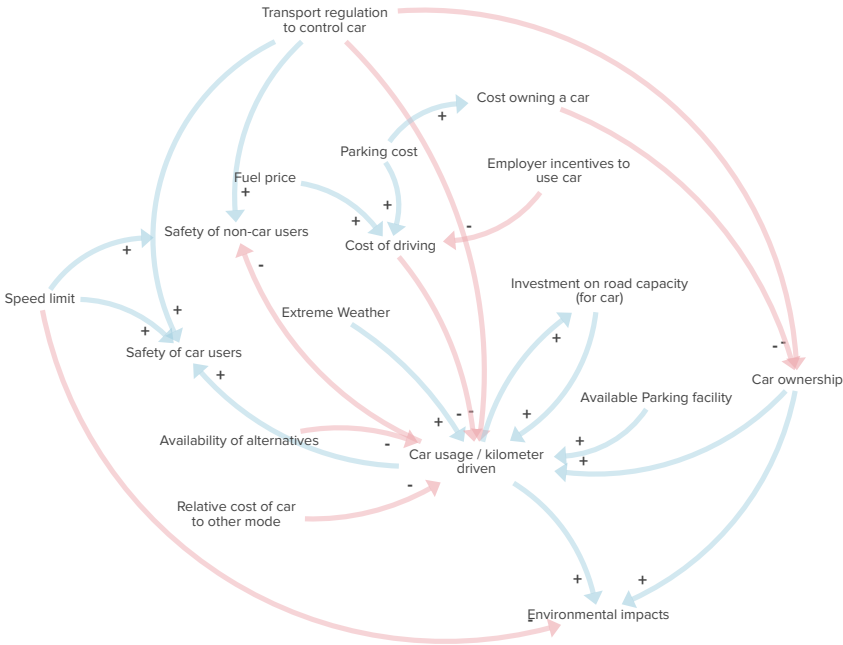 Transport regulation
to control car
Cost owning a car
+
Parking cost
Employer incentives to
use car
Fuel price
+
+
+
-
Safety of non-car users
Cost of driving
+
-
Speed limit
Investment on road capacity
(for car)
Extreme Weather
+
+
+
Safety of car users
- -
Car ownership
+
Available Parking facility
+
- -
+
Availability of alternatives
-
+
Car usage / kilometer
driven
+
-
Relative cost of car
to other mode
+
+
Environmental impacts
-